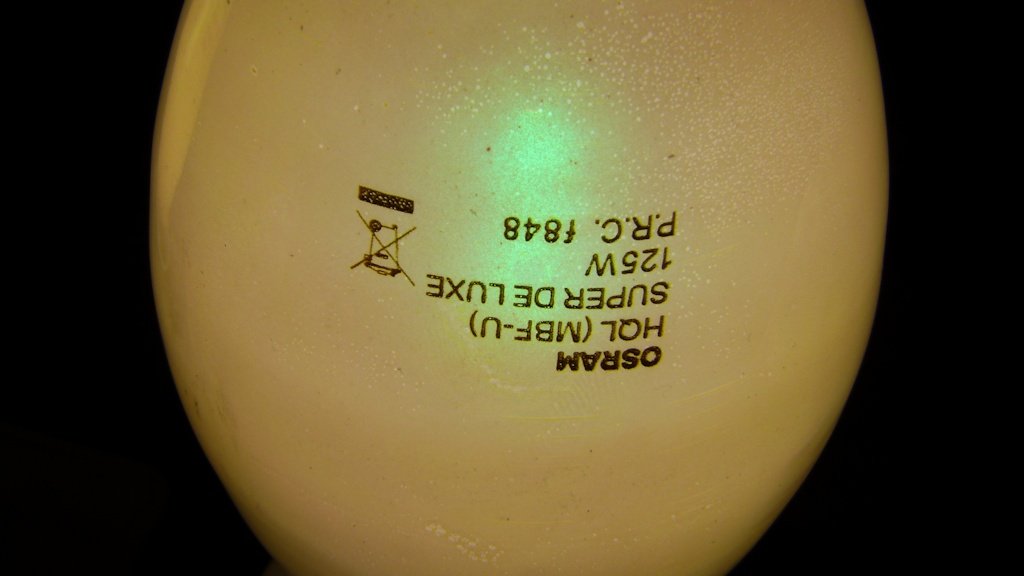 OSRAM
HQL (MBF-U)
SUPER DE LUXE
125W
P.R.C. f848